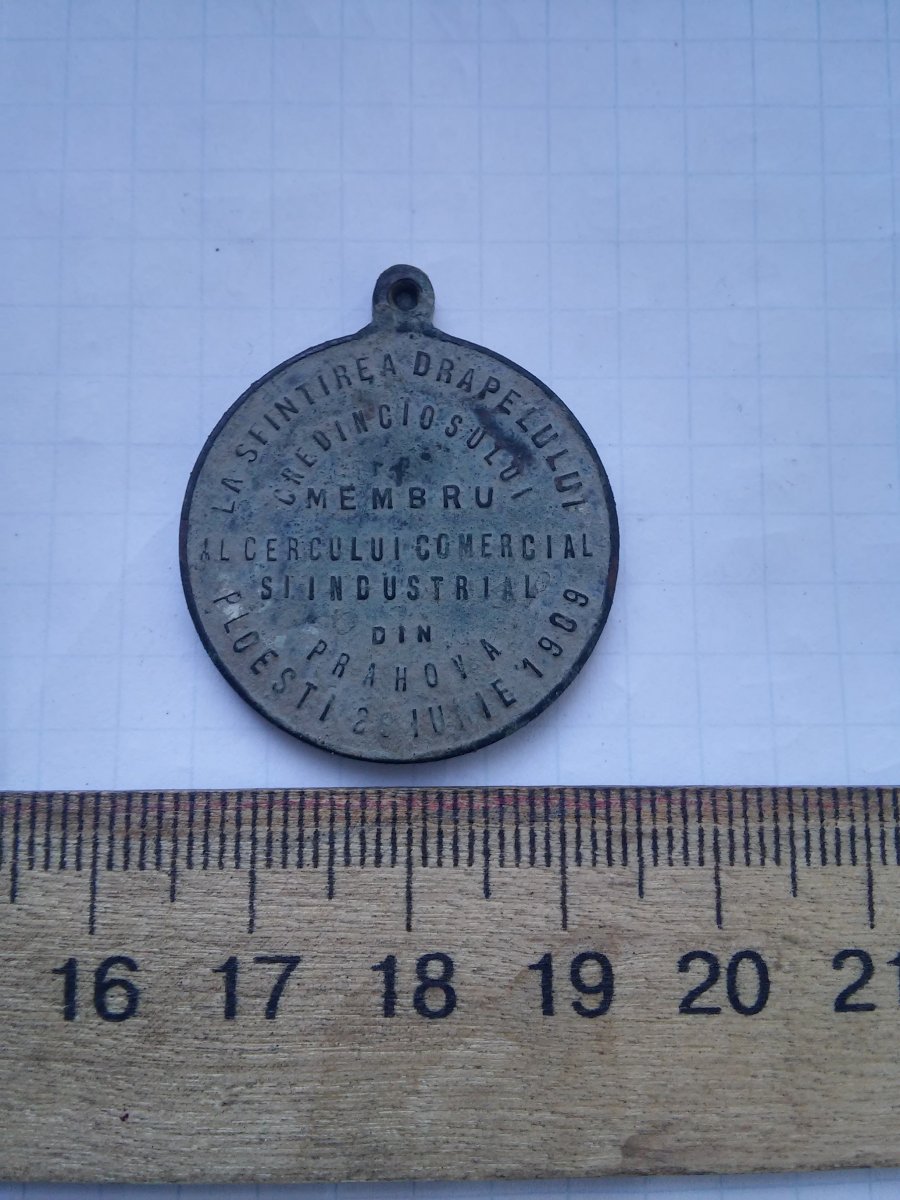 LA SFINTIREA DRAPELULUI
CREDINCIOSULUI
MEMBRU
AL CERCULUI COMERCIAL
SI INDUSTRIAL
DIN
PRAHOVA
PLOESTI IUNIE 1909
16 17 18 19 20 21